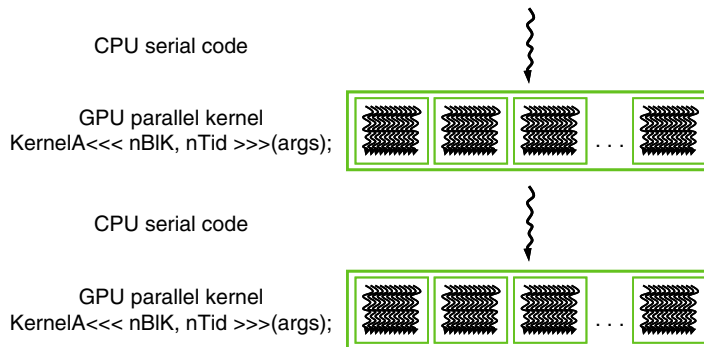 CPU serial code
GPU parallel kernel
KernelA<<< nBlK, nTid >>>(args);
. . .
CPU serial code
GPU parallel kernel
KernelA<<< nBlK, nTid >>>(args);
. . .